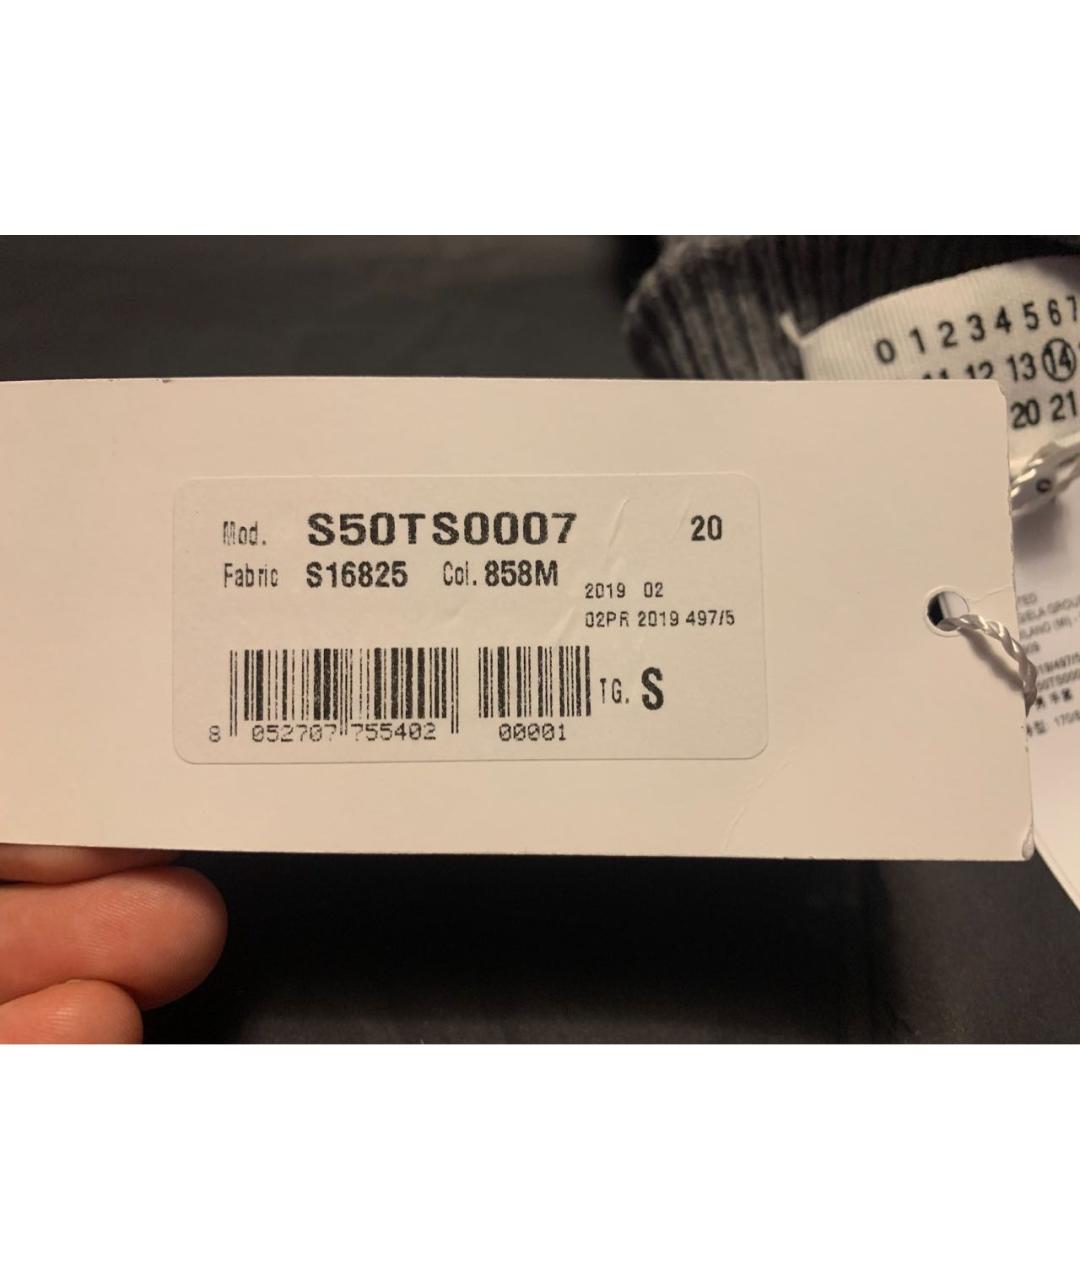 0 1 2 3 4 5 6 7
11 12 13 14
20 21
Mod. S50TS0007 20
Fabric S16825 Col. 858M
2019 02
02PR 2019 497/5
TG. S
8 052707 755402 00001